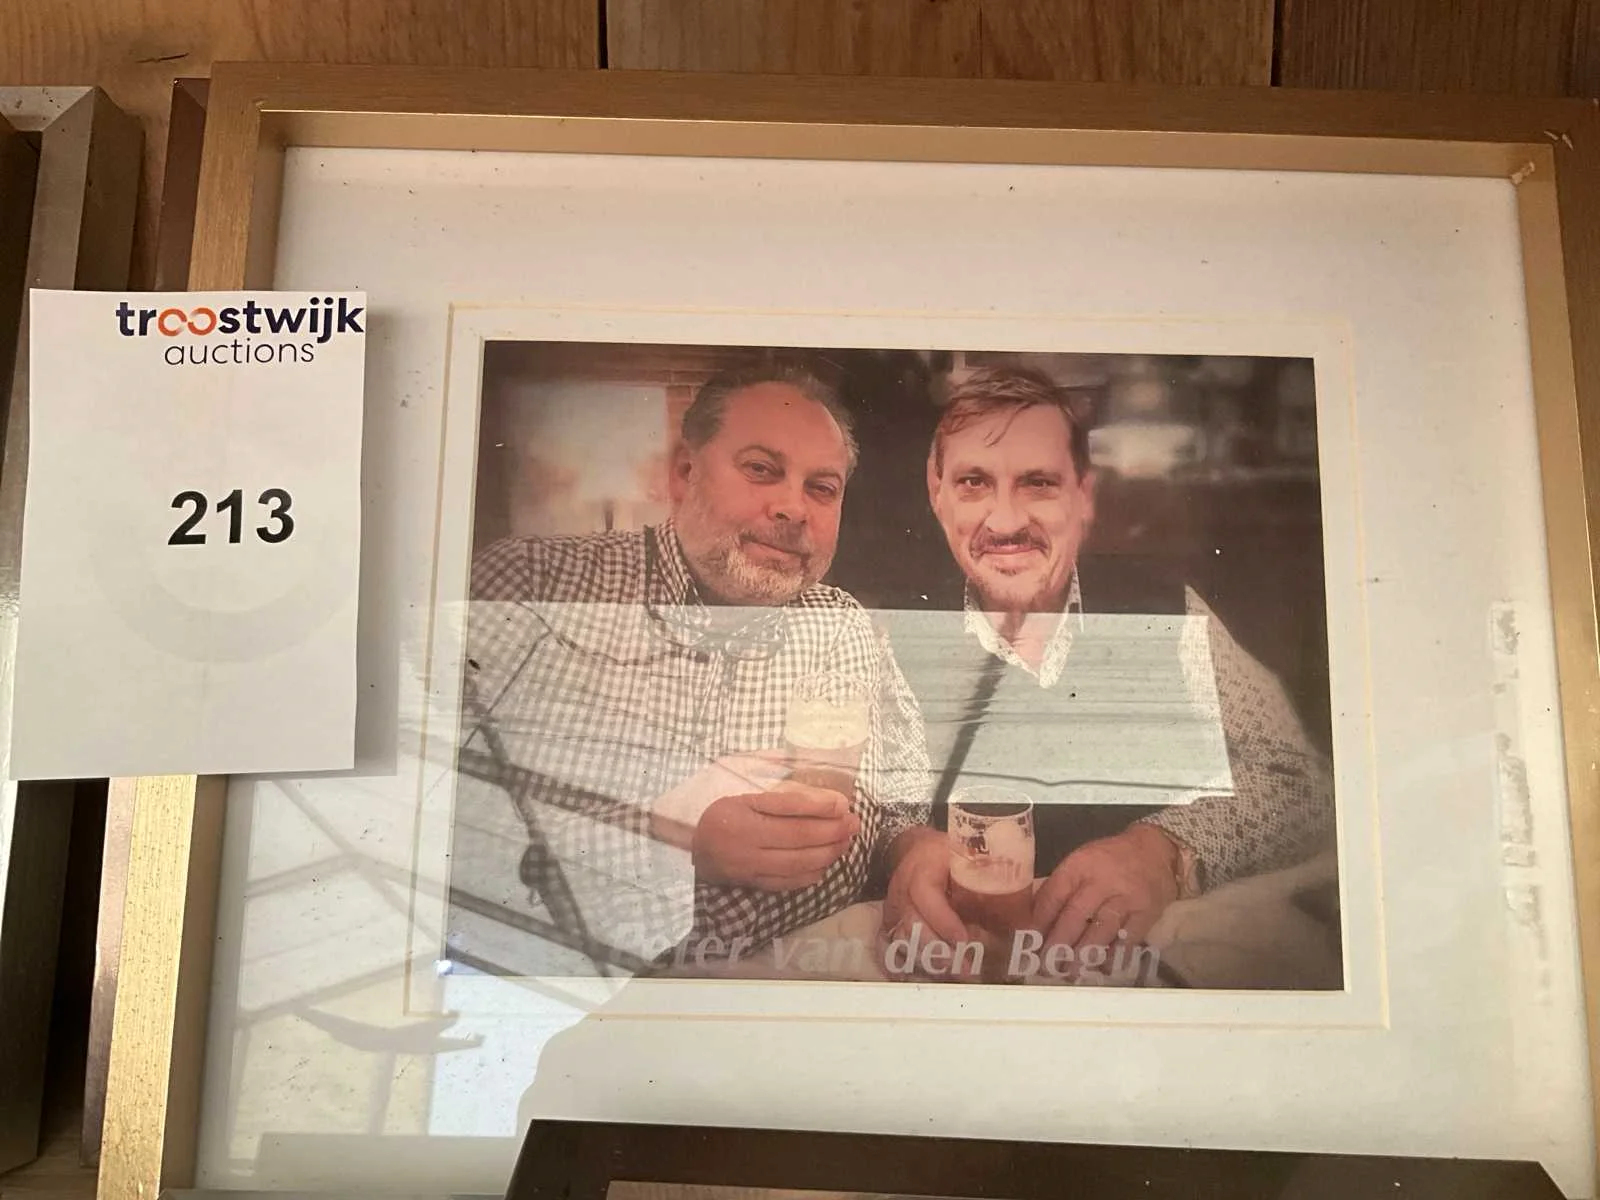 troostwijk
auctions
213
Peter van den Begin